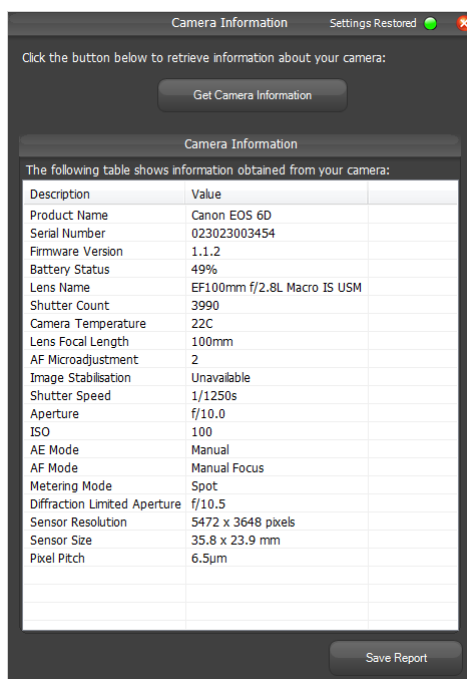 Camera Information Settings Restored
Click the button below to retrieve information about your camera:
Get Camera Information
Camera Information
The following table shows information obtained from your camera:
Description Value
Product Name Canon EOS 6D
Serial Number 023023003454
Firmware Version 1.1.2
Battery Status 49%
Lens Name EF100mm f/2.8L Macro IS USM
Shutter Count 3990
Camera Temperature 22C
Lens Focal Length 100mm
AF Microadjustment 2
Image Stabilisation Unavailable
Shutter Speed 1/1250s
Aperture f/10.0
ISO 100
AE Mode Manual
AF Mode Manual Focus
Metering Mode Spot
Diffraction Limited Aperture f/10.5
Sensor Resolution 5472 x 3648 pixels
Sensor Size 35.8 x 23.9 mm
Pixel Pitch 6.5µm
Save Report